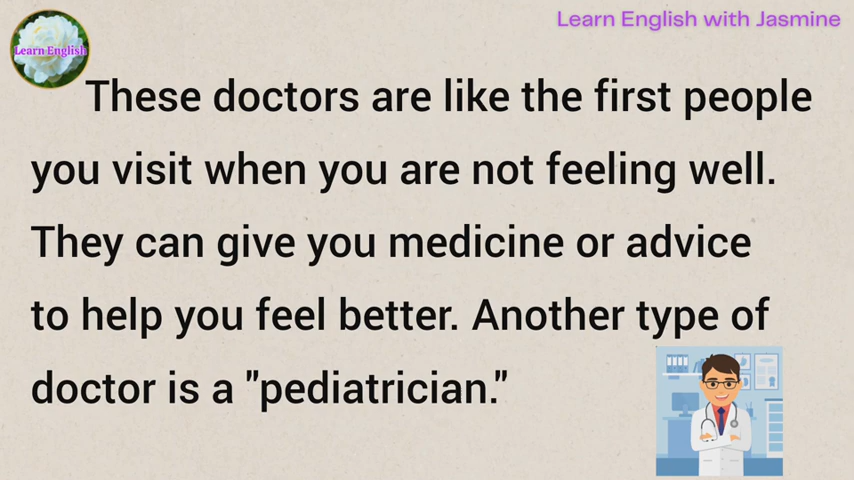 Learn English with Jasmine
Learn English
These doctors are like the first people
you visit when you are not feeling well.
They can give you medicine or advice
to help you feel better. Another type of
doctor is a "pediatrician."